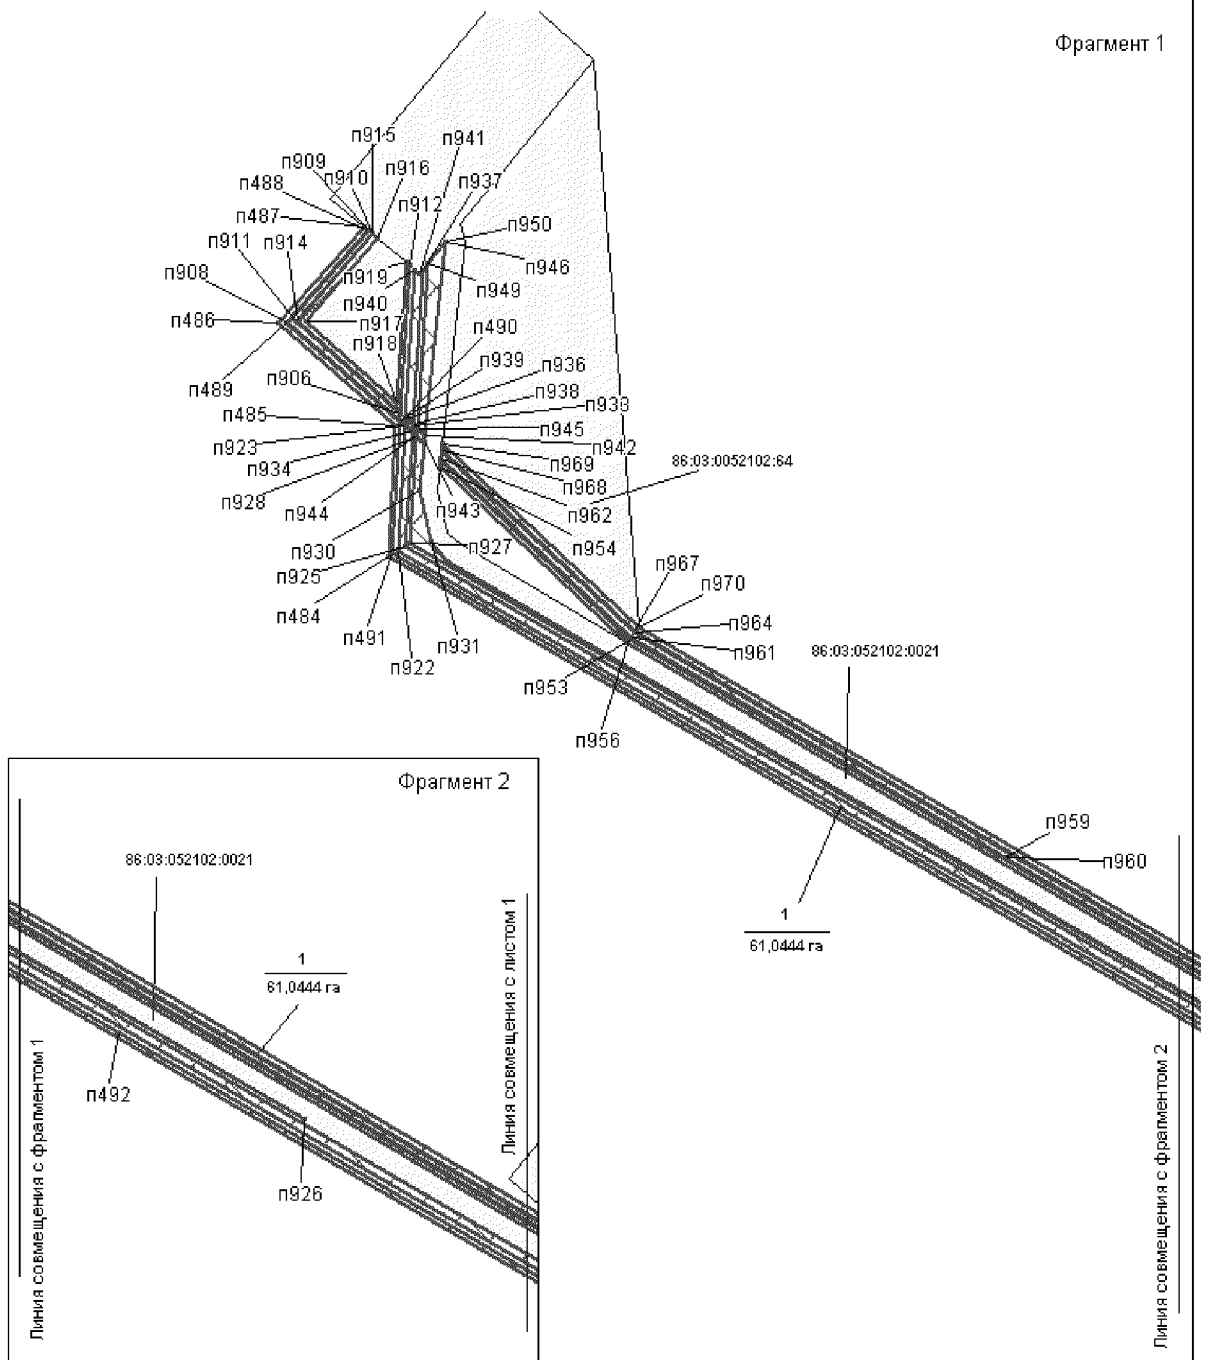 Фрагмент 1
п915
п941
п909
п910
п916
п488
п937
п912
п487
п950
п911
п914
п946
п908
п919
п949
п940
п486
п917
п490
п918
п939
п936
п906
п489
п938
п485
п945
п923
п942
п934
п969
86:03:0052102:64
п928
п968
п944
п943
п962
п930
п927
п954
п925
п967
п970
п484
п964
п491
п931
п961
86:03:052102:0021
п922
п953
п956
п959
п960
1
61,0444 га
Линия совмещения с фрагментом 2
Фрагмент 2
86:03:052102:0021
1
61,0444 га
Линия совмещения с листом 1
Линия совмещения с фрагментом 1
п492
п926